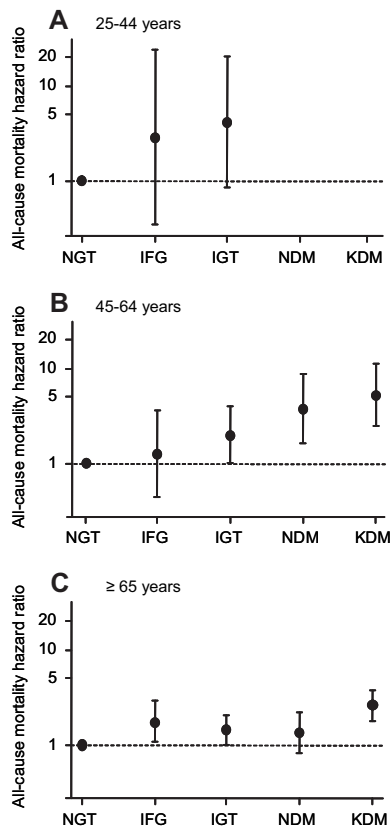 A 25-44 years
All-cause mortality hazard ratio
20
10
5
1
NGT IFG IGT NDM KDM
B 45-64 years
All-cause mortality hazard ratio
20
10
5
1
NGT IFG IGT NDM KDM
C ≥ 65 years
All-cause mortality hazard ratio
20
10
5
1
NGT IFG IGT NDM KDM